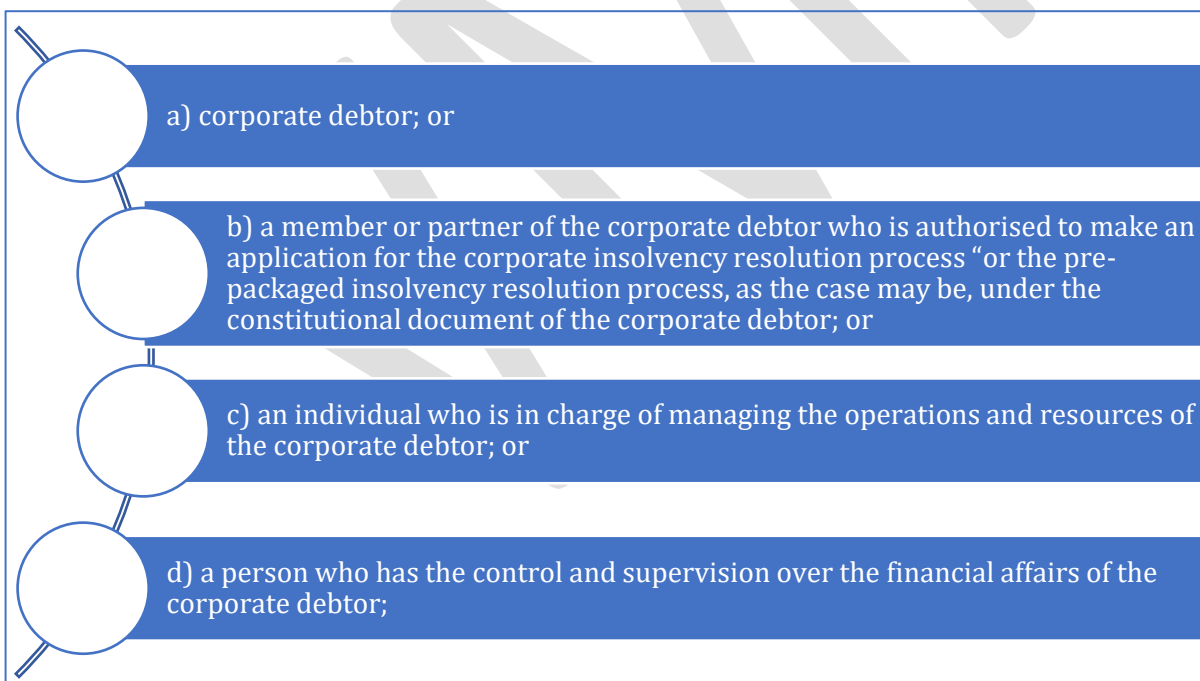 a) corporate debtor; or
b) a member or partner of the corporate debtor who is authorised to make an
application for the corporate insolvency resolution process “or the pre-
packaged insolvency resolution process, as the case may be, under the
constitutional document of the corporate debtor; or
c) an individual who is in charge of managing the operations and resources of
the corporate debtor; or
d) a person who has the control and supervision over the financial affairs of the
corporate debtor;